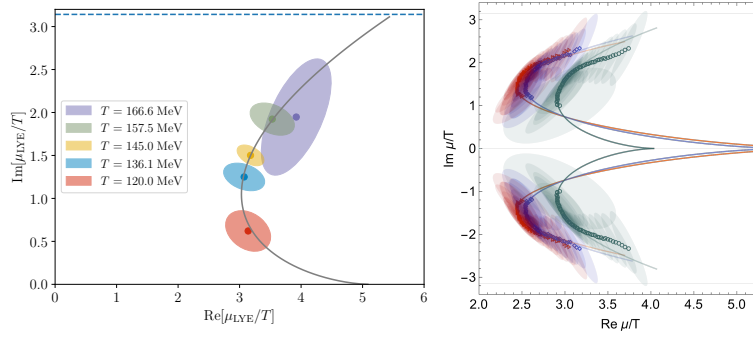 3.0
2.5
2.0
1.5
1.0
0.5
0.0
Im[μLYE/T]
T = 166.6 MeV
T = 157.5 MeV
T = 145.0 MeV
T = 136.1 MeV
T = 120.0 MeV
0 1 2 3 4 5 6
Re[μLYE/T]
3
2
1
0
-1
-2
-3
Im μ/T
2.0 2.5 3.0 3.5 4.0 4.5 5.0
Re μ/T